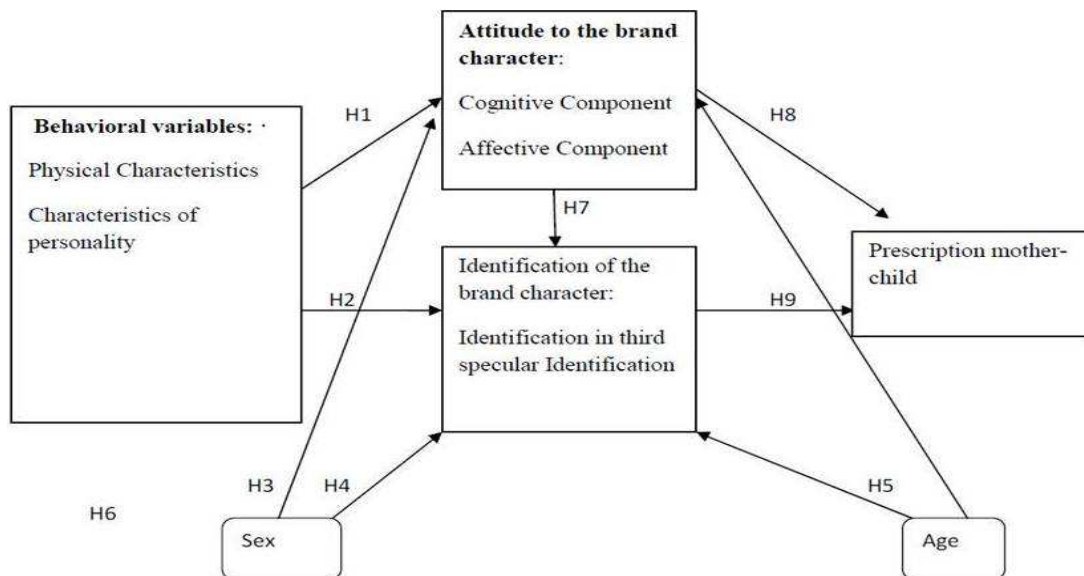 Attitude to the brand
character:
Cognitive Component
Affective Component
Behavioral variables: ·
Physical Characteristics
Characteristics of
personality
H1
H8
H7
Identification of the
brand character:
Identification in third
specular Identification
Prescription mother-
child
H2
H9
H3
H4
H5
H6
Sex
Age